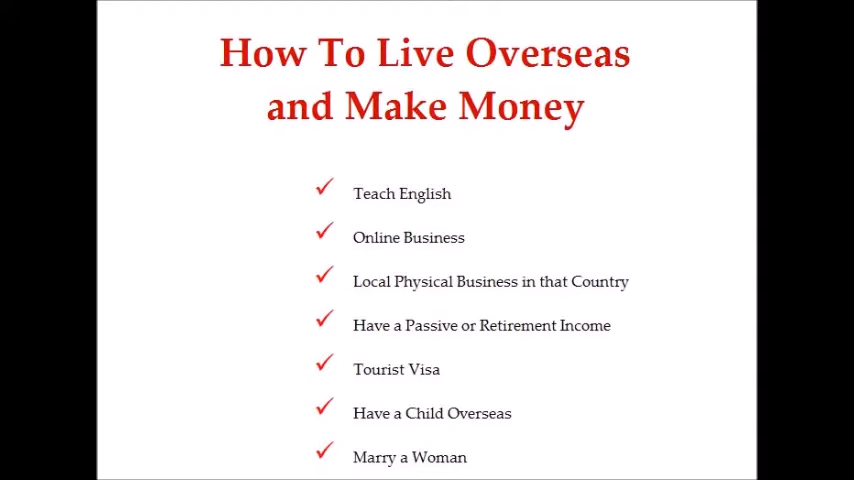 How To Live Overseas
and Make Money
Teach English
Online Business
Local Physical Business in that Country
Have a Passive or Retirement Income
Tourist Visa
Have a Child Overseas
Marry a Woman